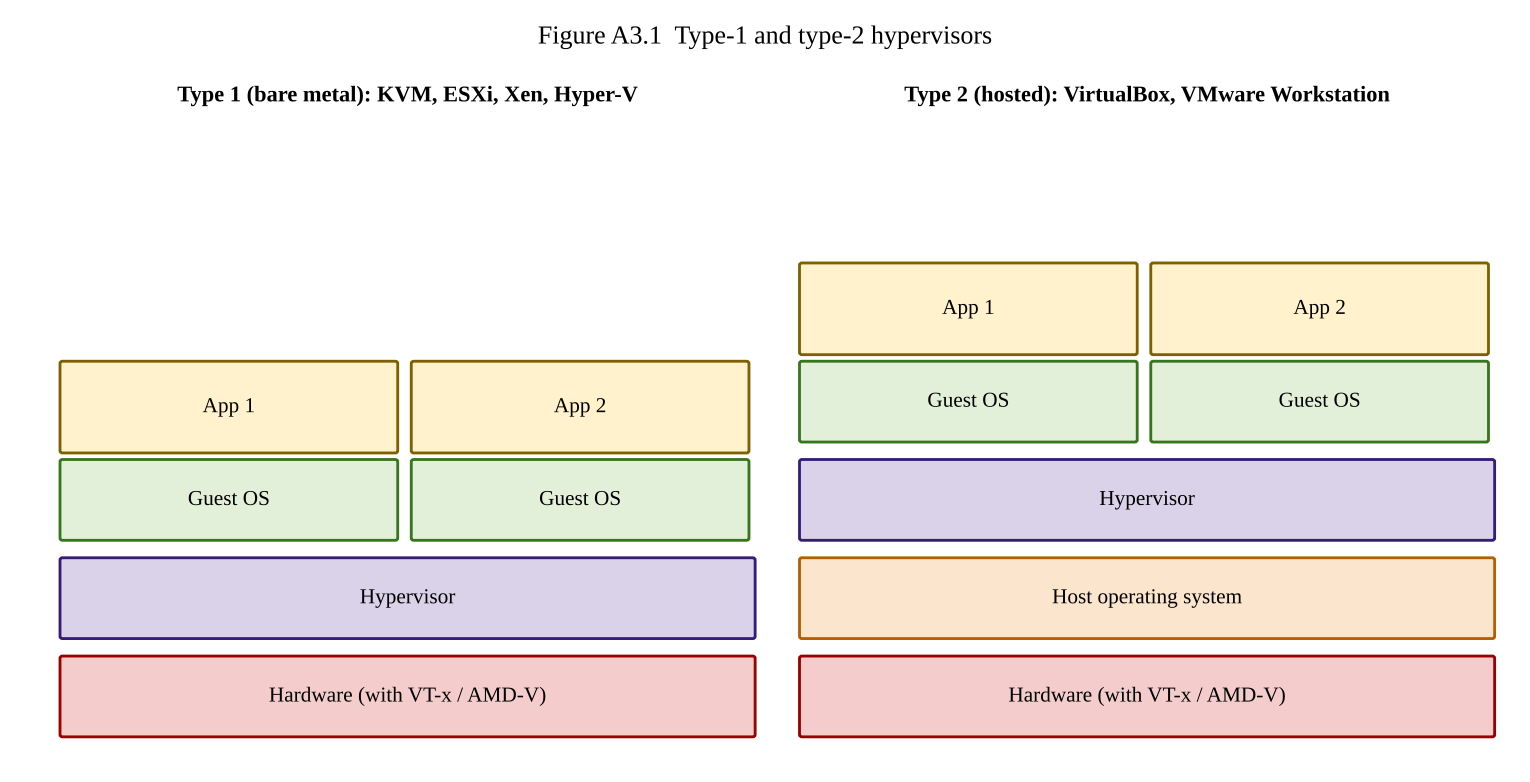 Figure A3.1  Type-1 and type-2 hypervisors
Type 1 (bare metal): KVM, ESXi, Xen, Hyper-V
App 1
App 2
Guest OS
Guest OS
Hypervisor
Hardware (with VT-x / AMD-V)
Type 2 (hosted): VirtualBox, VMware Workstation
App 1
App 2
Guest OS
Guest OS
Hypervisor
Host operating system
Hardware (with VT-x / AMD-V)